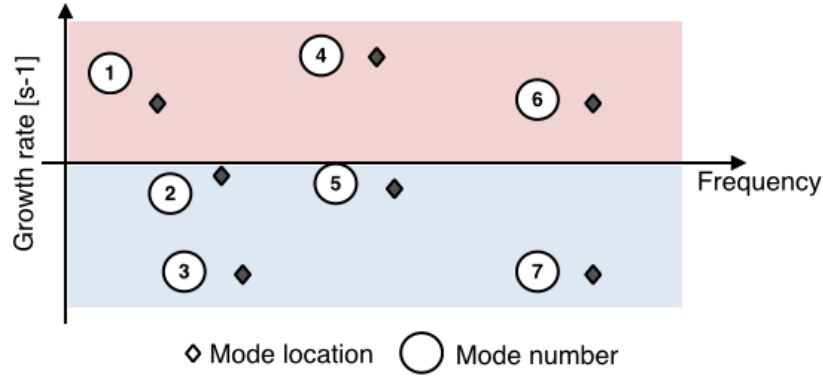 Growth rate [s-1]
1
4
6
2
5
Frequency
3
7
Mode location
Mode number